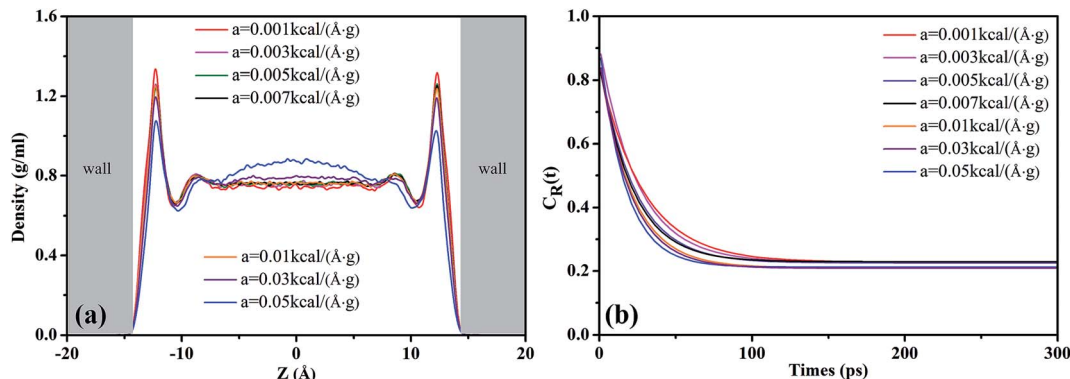 1.6
1.2
0.8
0.4
0.0
Density (g/ml)
a=0.001kcal/(Å·g)
a=0.003kcal/(Å·g)
a=0.005kcal/(Å·g)
a=0.007kcal/(Å·g)
wall
wall
a=0.01kcal/(Å·g)
a=0.03kcal/(Å·g)
a=0.05kcal/(Å·g)
(a)
-20
-10
0
10
20
Z (Å)
1.0
0.8
0.6
0.4
0.2
0.0
C_R(t)
a=0.001kcal/(Å·g)
a=0.003kcal/(Å·g)
a=0.005kcal/(Å·g)
a=0.007kcal/(Å·g)
a=0.01kcal/(Å·g)
a=0.03kcal/(Å·g)
a=0.05kcal/(Å·g)
(b)
0
100
200
300
Times (ps)